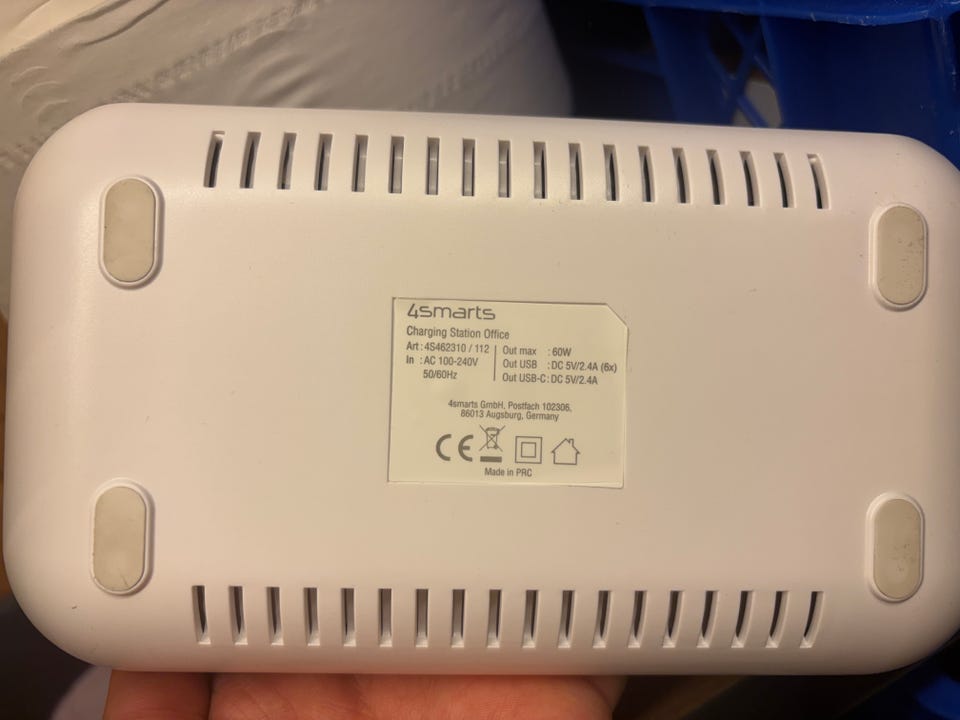 4smarts
Charging Station Office
Art : 4S462310 / 112
In : AC 100-240V
50/60Hz
Out max : 60W
Out USB : DC 5V/2.4A (6x)
Out USB-C : DC 5V/2.4A
4smarts GmbH, Postfach 102306,
86013 Augsburg, Germany
CE
Made in PRC